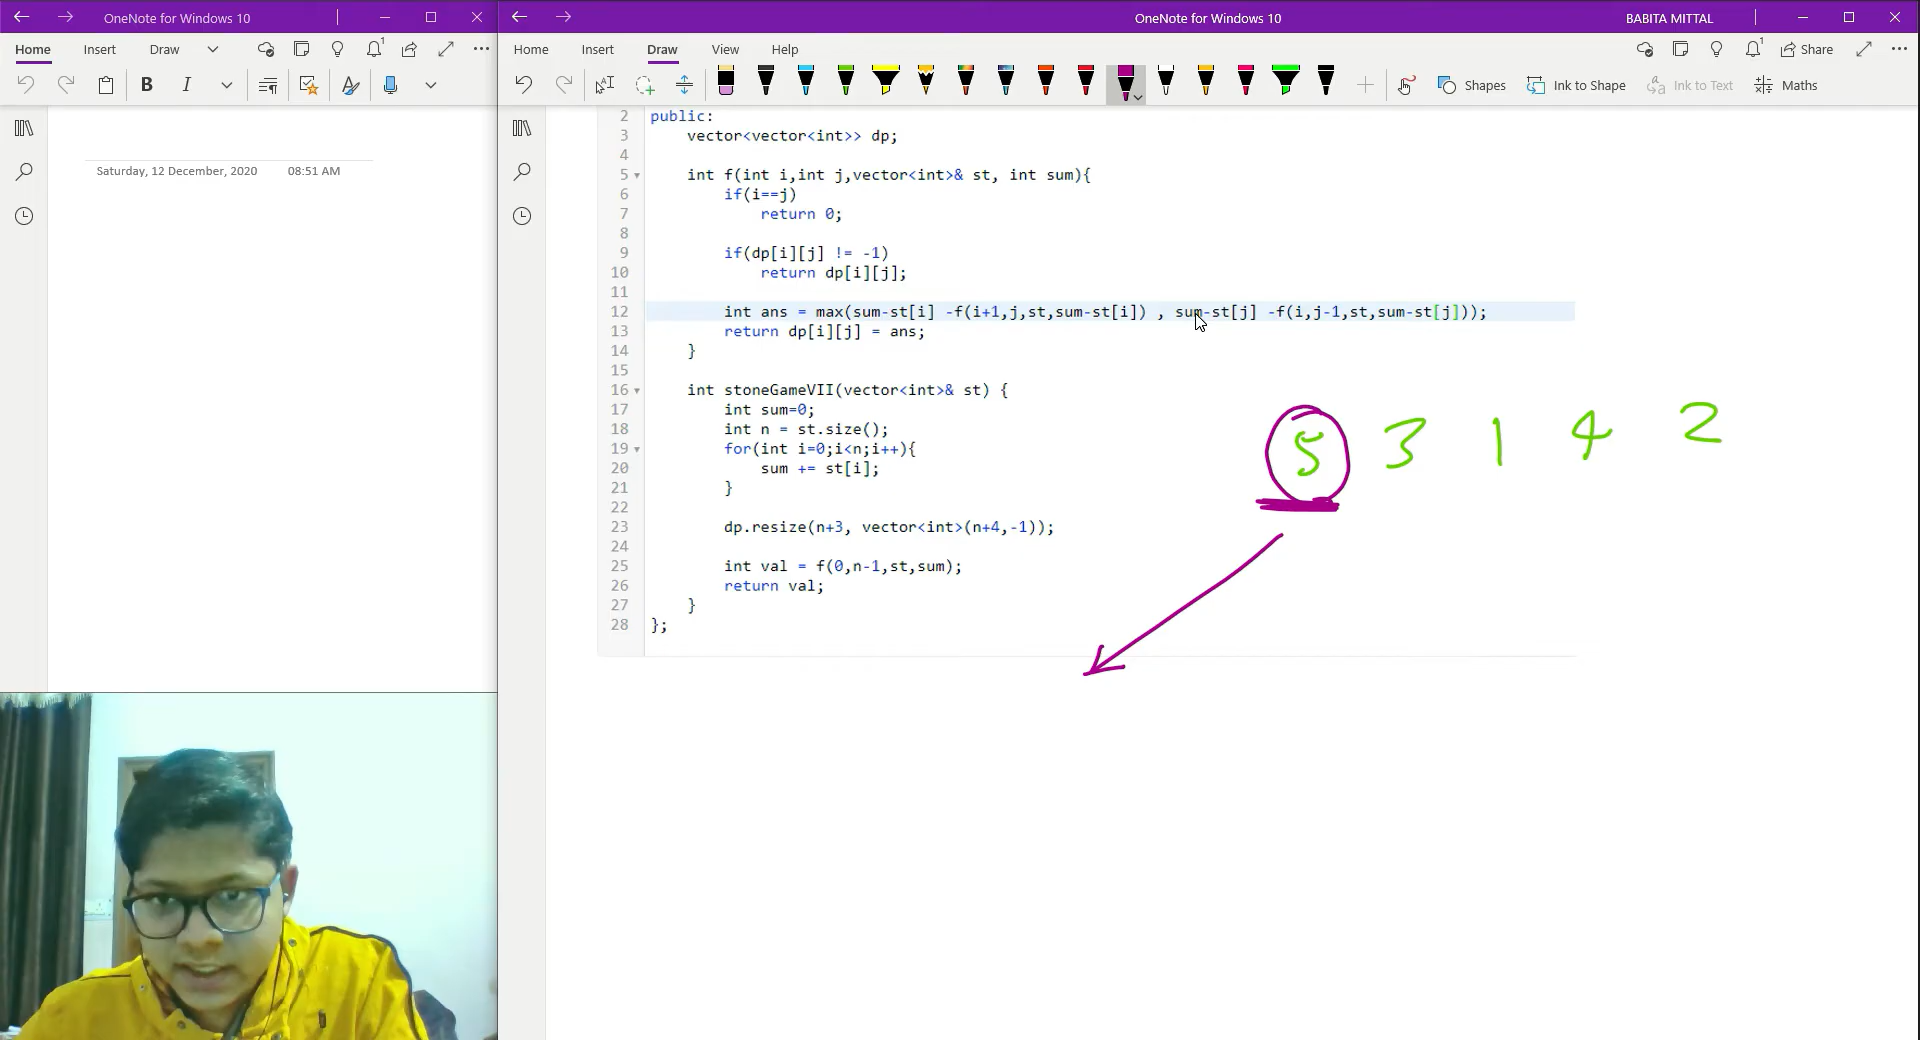 OneNote for Windows 10
Home Insert Draw
B I
Saturday, 12 December, 2020 08:51 AM
OneNote for Windows 10 BABITA MITTAL
Home Insert Draw View Help Share
Shapes Ink to Shape Ink to Text Maths
2 public:
3 vector<vector<int>> dp;
4
5 int f(int i,int j,vector<int>& st, int sum){
6 if(i==j)
7 return 0;
8
9 if(dp[i][j] != -1)
10 return dp[i][j];
11
12 int ans = max(sum-st[i] -f(i+1,j,st,sum-st[i]) , sum-st[j] -f(i,j-1,st,sum-st[j]));
13 return dp[i][j] = ans;
14 }
15
16 int stoneGameVII(vector<int>& st) {
17 int sum=0;
18 int n = st.size();
19 for(int i=0;i<n;i++){
20 sum += st[i];
21 }
22
23 dp.resize(n+3, vector<int>(n+4,-1));
24
25 int val = f(0,n-1,st,sum);
26 return val;
27 }
28 };
5 3 1 4 2